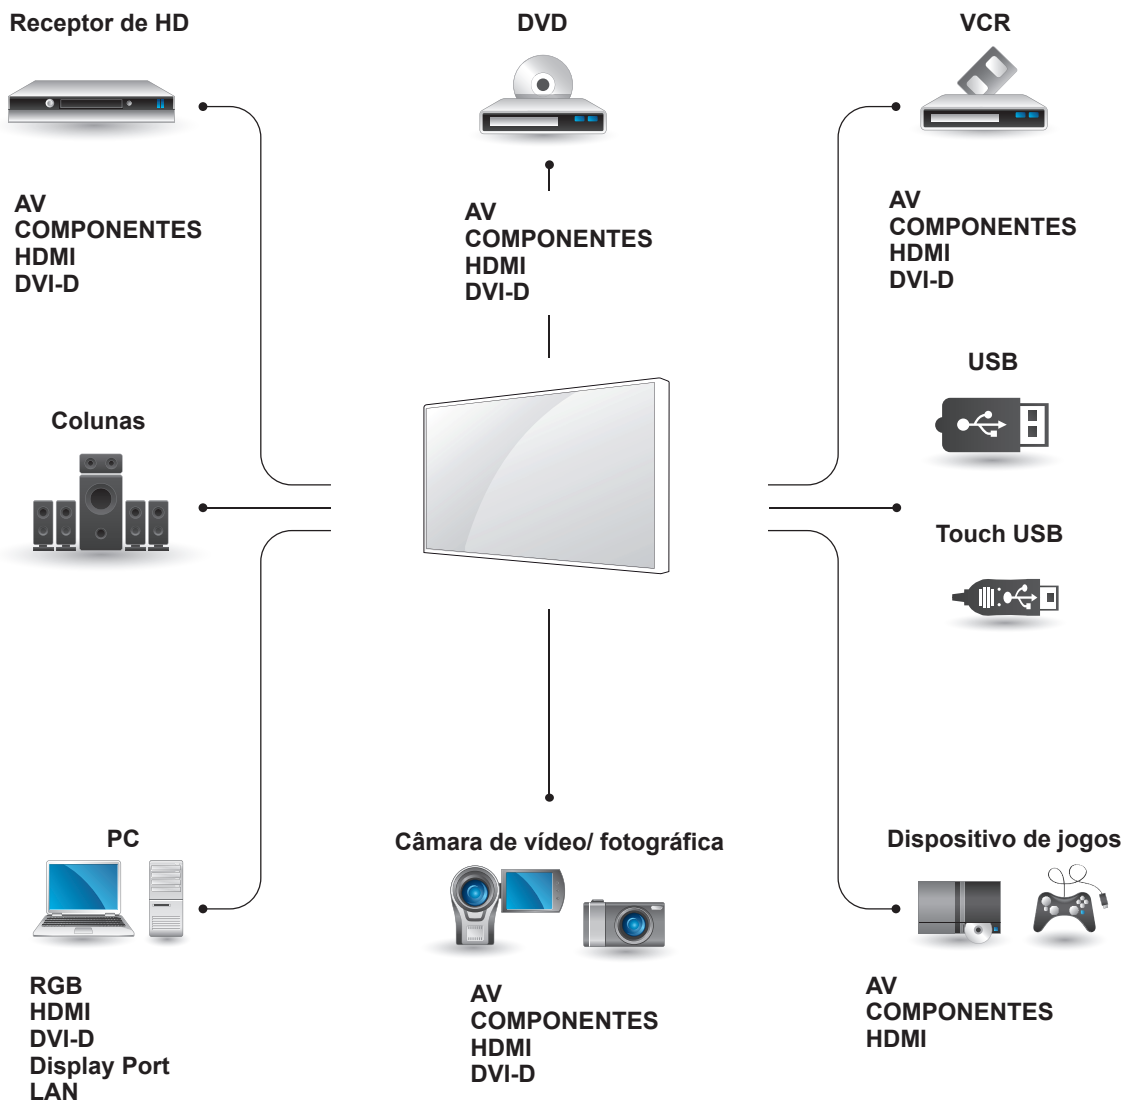 Receptor de HD
AV
COMPONENTES
HDMI
DVI-D
DVD
AV
COMPONENTES
HDMI
DVI-D
VCR
AV
COMPONENTES
HDMI
DVI-D
Colunas
USB
Touch USB
PC
RGB
HDMI
DVI-D
Display Port
LAN
Câmara de vídeo/ fotográfica
AV
COMPONENTES
HDMI
DVI-D
Dispositivo de jogos
AV
COMPONENTES
HDMI